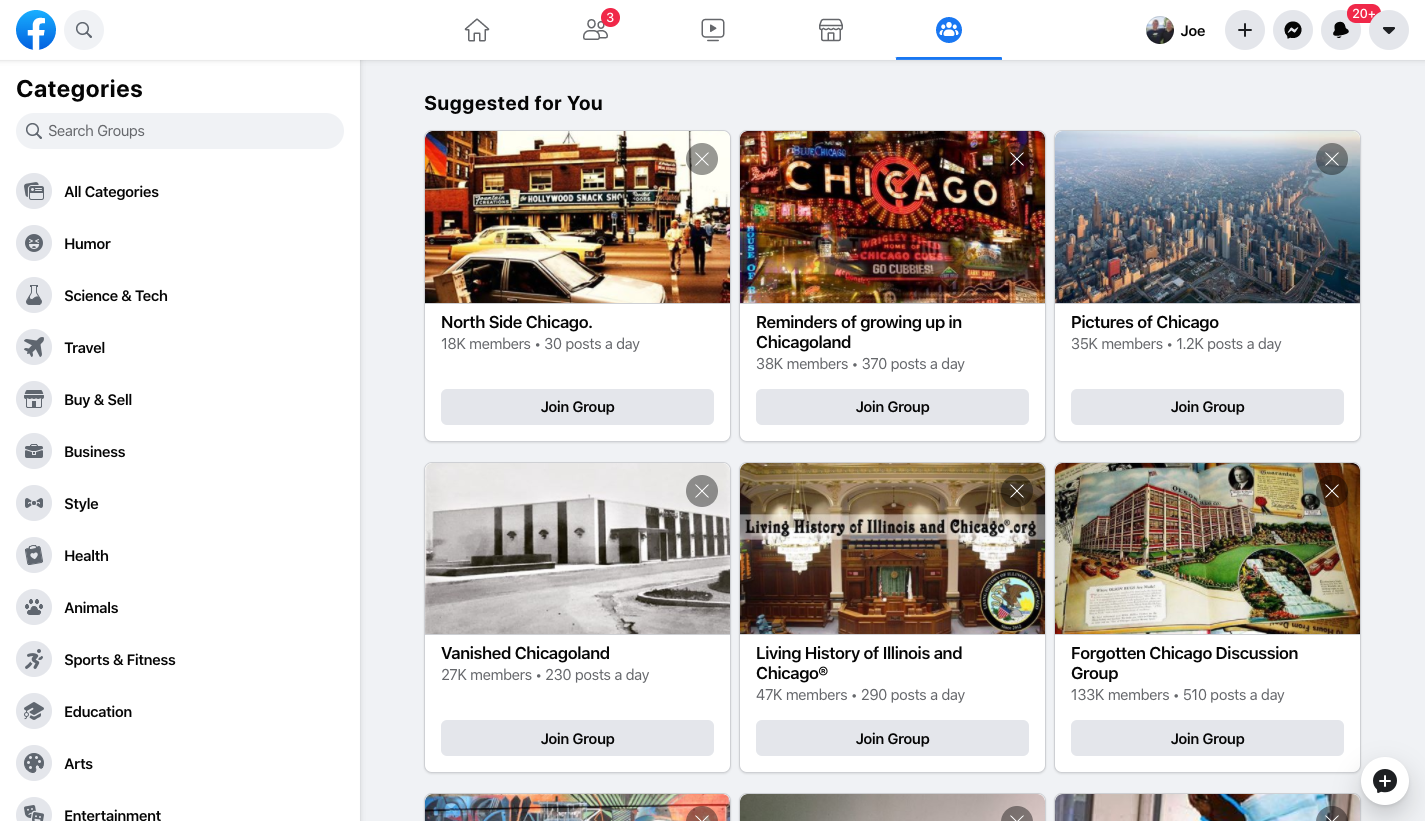 3
Joe
20+
Categories
Search Groups
All Categories
Humor
Science & Tech
Travel
Buy & Sell
Business
Style
Health
Animals
Sports & Fitness
Education
Arts
Entertainment
Suggested for You
HOLLYWOOD SNACK SHO
North Side Chicago.
18K members • 30 posts a day
Join Group
CHICAGO
WRIGLEY FIELD
HOME OF
CHICAGO CUBS
GO CUBBIES!
HOUSE OF BL
Reminders of growing up in
Chicagoland
38K members • 370 posts a day
Join Group
Pictures of Chicago
35K members • 1.2K posts a day
Join Group
Vanished Chicagoland
27K members • 230 posts a day
Join Group
Living History of Illinois and Chicago®.org
Living History of Illinois and
Chicago®
47K members • 290 posts a day
Join Group
Forgotten Chicago Discussion
Group
133K members • 510 posts a day
Join Group